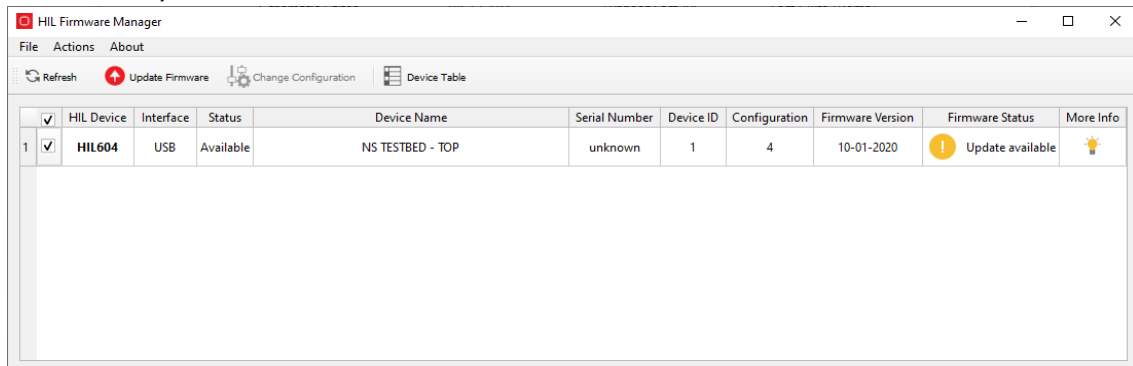 HIL Firmware Manager
File Actions About
Refresh Update Firmware Change Configuration Device Table
HIL Device Interface Status Device Name Serial Number Device ID Configuration Firmware Version Firmware Status More Info
1 HIL604 USB Available NS TESTBED - TOP unknown 1 4 10-01-2020 Update available